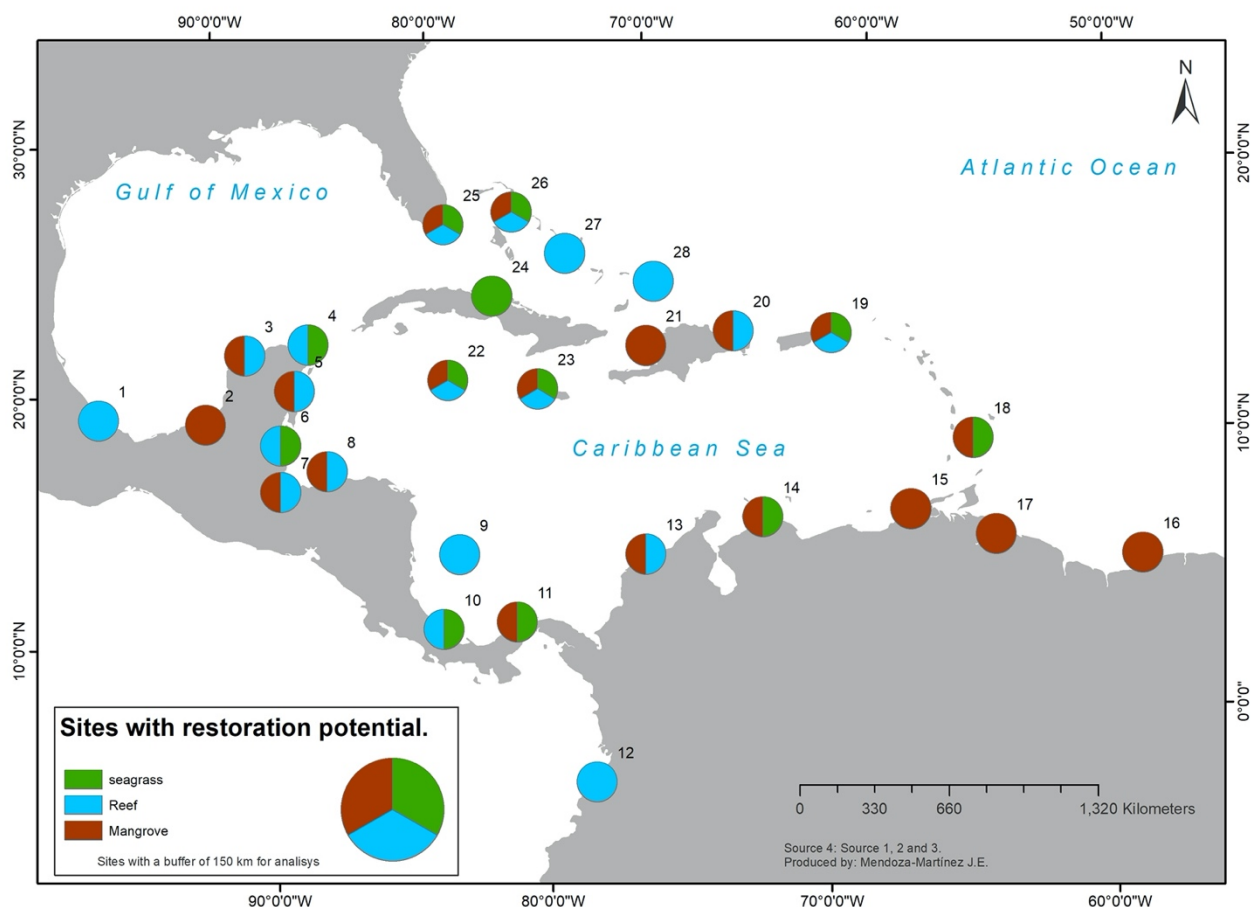 90°0'0"W 80°0'0"W 70°0'0"W 60°0'0"W 50°0'0"W
N
30°0'0"N
20°0'0"N
Atlantic Ocean
Gulf of Mexico
26
25
27
28
24
20
19
21
3
4
5
22
23
20°0'0"N
1
2
10°0'0"N
6
18
Caribbean Sea
7
8
14
15
17
13
16
9
11
10
10°0'0"N
0°0'0"
Sites with restoration potential.
seagrass
Reef
Mangrove
Sites with a buffer of 150 km for analisys
12
0 330 660 1,320 Kilometers
Source 4: Source 1, 2 and 3.
Produced by: Mendoza-Martínez J.E.
90°0'0"W 80°0'0"W 70°0'0"W 60°0'0"W